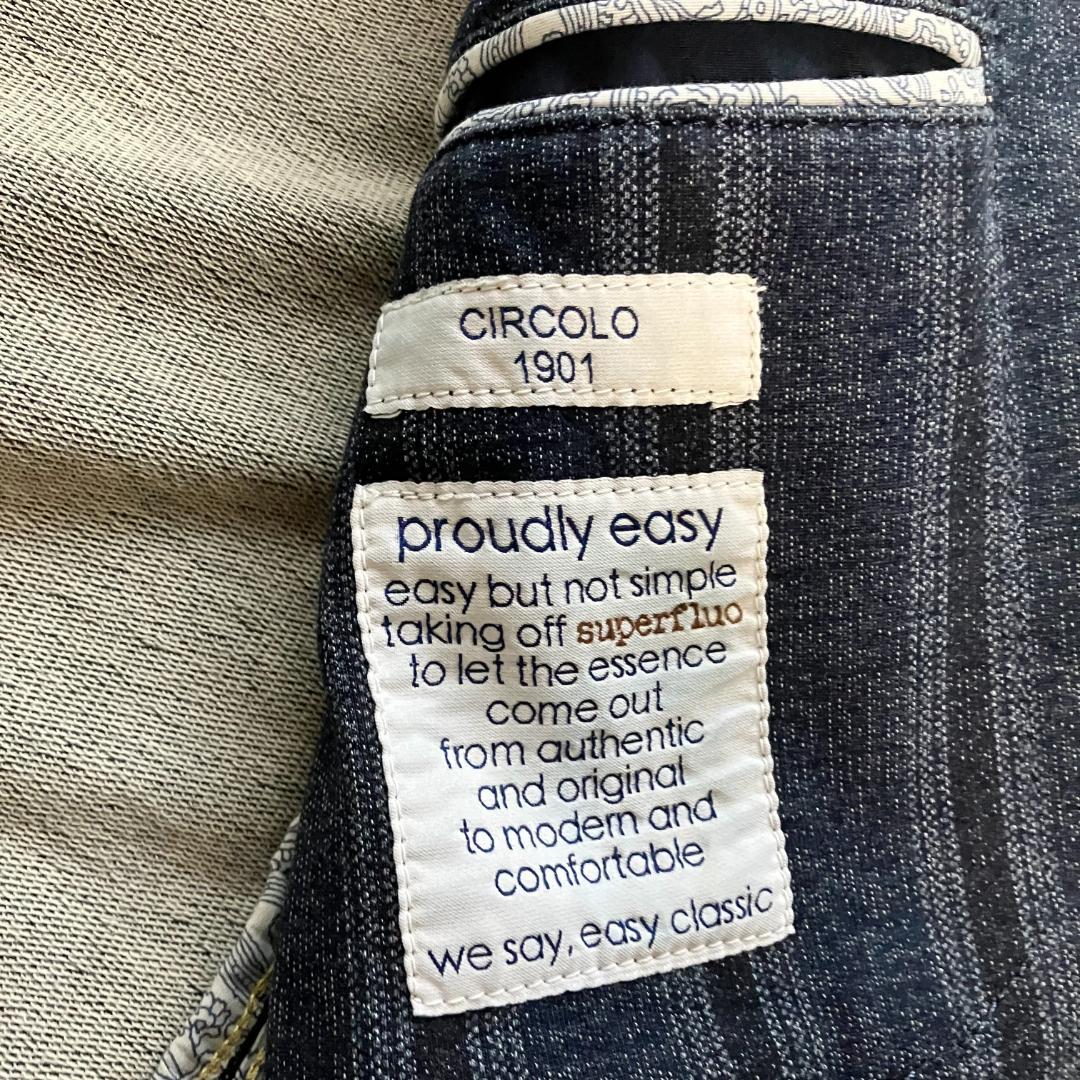 CIRCOLO
1901
proudly easy
easy but not simple
taking off superfluo
to let the essence
come out
from authentic
and original
to modern and
comfortable
we say, easy classic